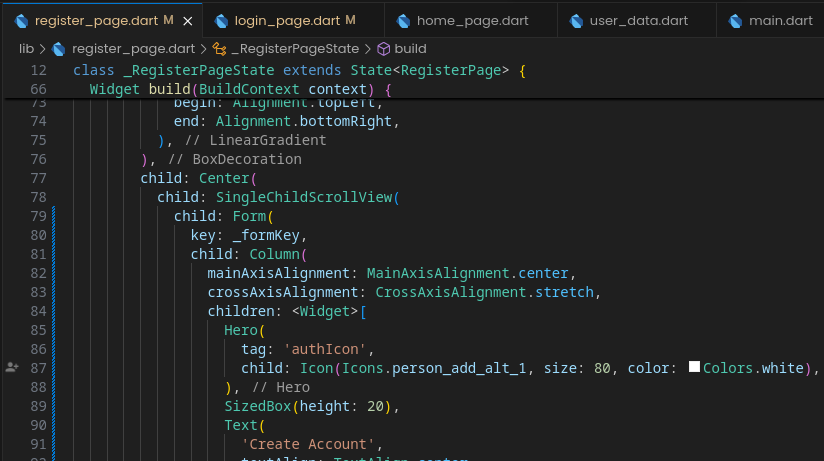 register_page.dart M × login_page.dart M home_page.dart user_data.dart main.dart
lib > register_page.dart > _RegisterPageState > build
12 class _RegisterPageState extends State<RegisterPage> {
66 Widget build(BuildContext context) {
73 begin: Alignment.topLeft,
74 end: Alignment.bottomRight,
75 ), // LinearGradient
76 ), // BoxDecoration
77 child: Center(
78 child: SingleChildScrollView(
79 child: Form(
80 key: _formKey,
81 child: Column(
82 mainAxisAlignment: MainAxisAlignment.center,
83 crossAxisAlignment: CrossAxisAlignment.stretch,
84 children: <Widget>[
85 Hero(
86 tag: 'authIcon',
87 child: Icon(Icons.person_add_alt_1, size: 80, color: Colors.white),
88 ), // Hero
89 SizedBox(height: 20),
90 Text(
91 'Create Account',
92 textAlign: TextAlign.center,